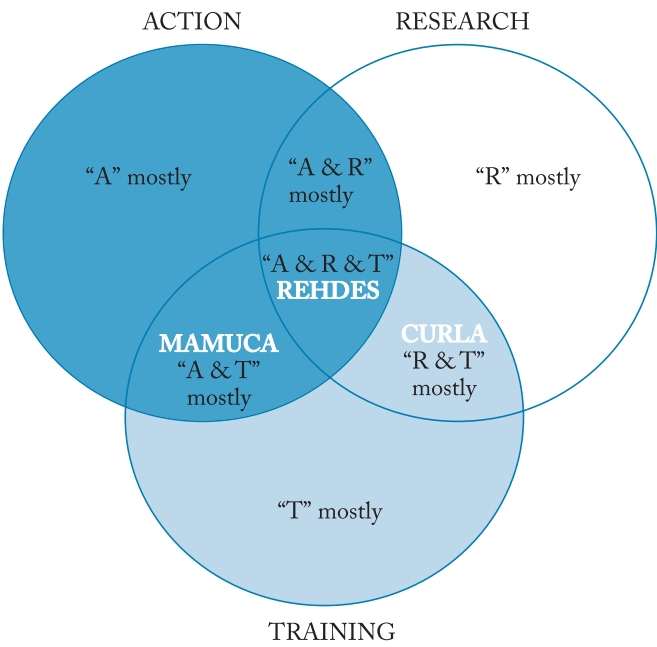 ACTION
RESEARCH
“A” mostly
“A & R”
mostly
“R” mostly
“A & R & T”
REHDES
MAMUCA
“A & T”
mostly
CURLA
“R & T”
mostly
“T” mostly
TRAINING